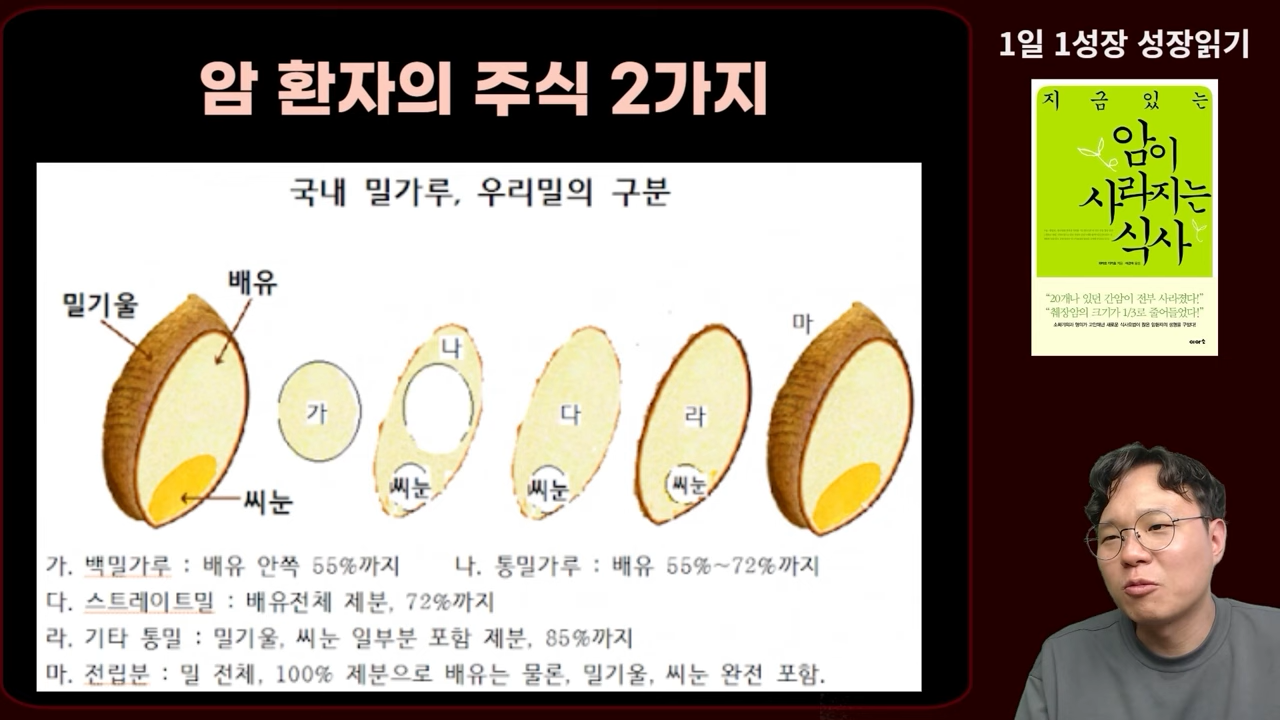 암 환자의 주식 2가지
국내 밀가루, 우리밀의 구분
밀기울
배유
씨눈
가
나
씨눈
다
씨눈
라
씨눈
마
가. 백밀가루 : 배유 안쪽 55%까지 나. 통밀가루 : 배유 55%~72%까지
다. 스트레이트밀 : 배유전체 제분, 72%까지
라. 기타 통밀 : 밀기울, 씨눈 일부분 포함 제분, 85%까지
마. 전립분 : 밀 전체, 100% 제분으로 배유는 물론, 밀기울, 씨눈 완전 포함.
1일 1성장 성장읽기
지금있는
암이
사라지는
식사
“20개나 있던 간암이 전부 사라졌다!”
“췌장암의 크기가 1/3로 줄어들었다!”